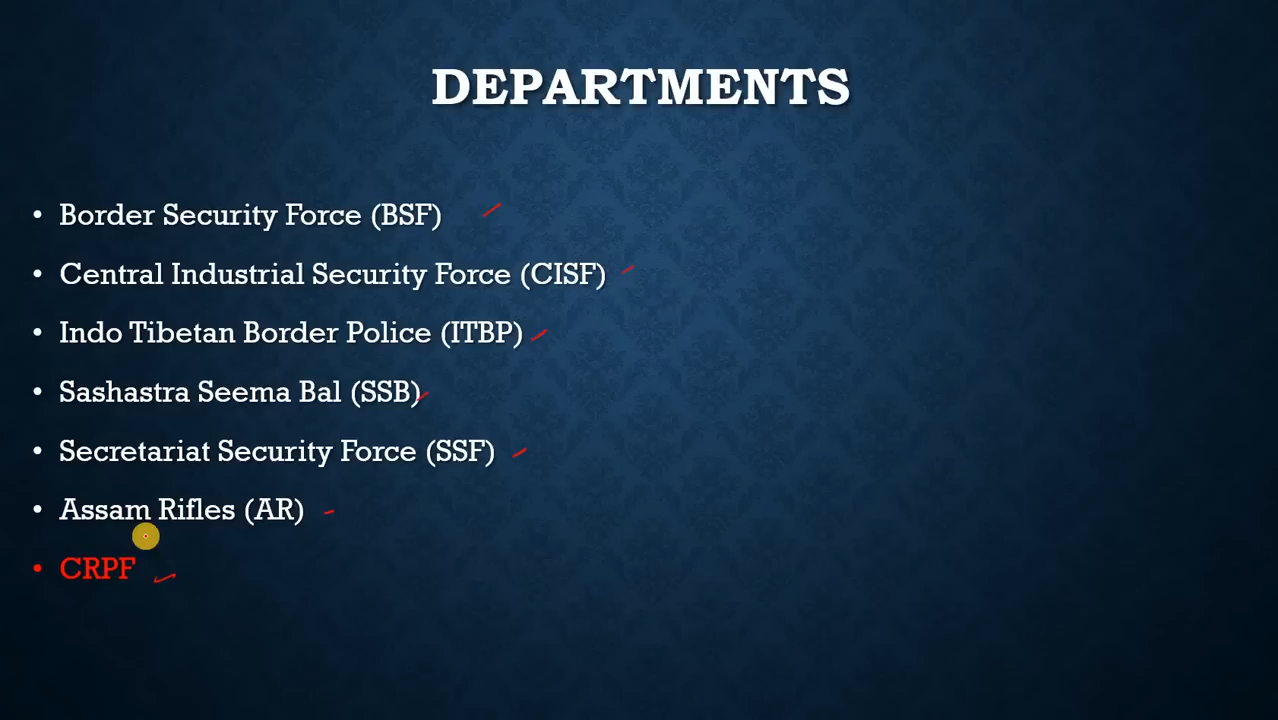 DEPARTMENTS
• Border Security Force (BSF)
• Central Industrial Security Force (CISF)
• Indo Tibetan Border Police (ITBP)
• Sashastra Seema Bal (SSB)
• Secretariat Security Force (SSF)
• Assam Rifles (AR)
• CRPF